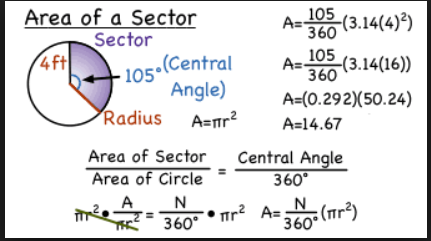 Area of a Sector
Sector
4ft
105° (Central
Angle)
Radius
A=πr²
A=105/360(3.14(4)²)
A=105/360(3.14(16))
A=(0.292)(50.24)
A=14.67
Area of Sector/Area of Circle = Central Angle/360°
πr² • A/πr² = N/360° • πr²
A=N/360°(πr²)